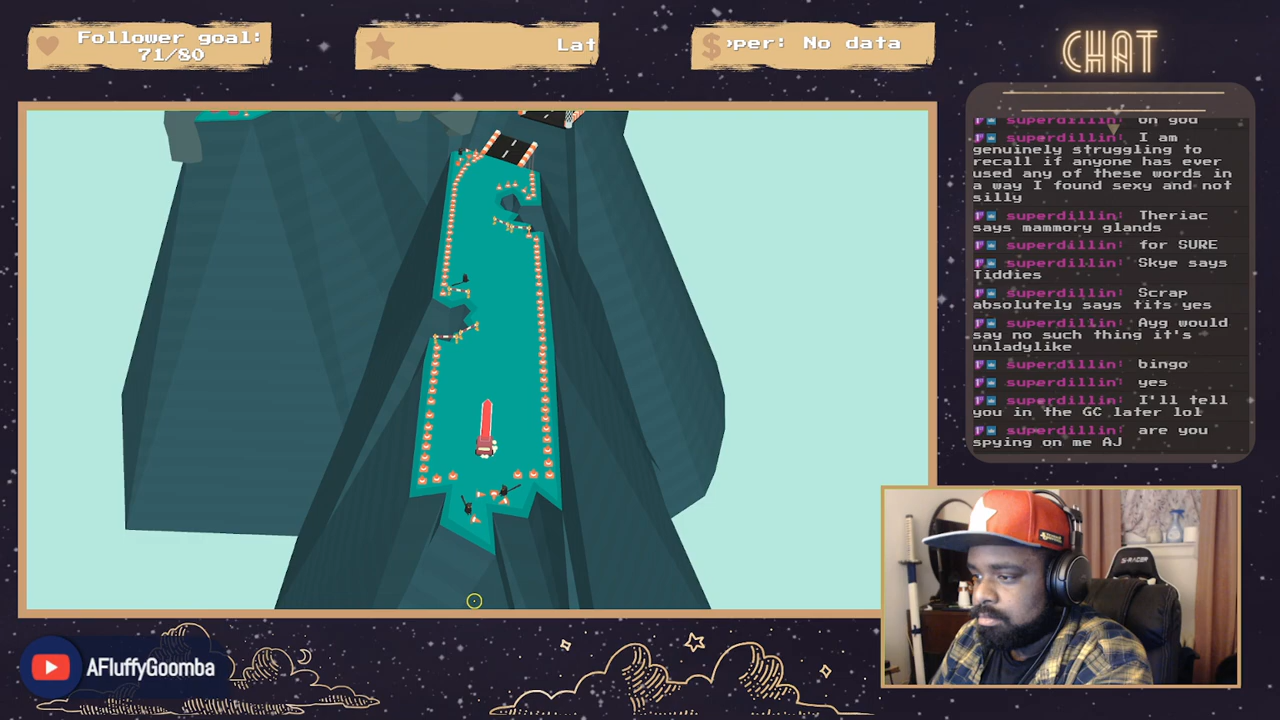 Follower goal:
71/80
Lat
per: No data
CHAT
superdillin: on god
superdillin: I am
genuinely struggling to
recall if anyone has ever
used any of these words in
a way I found sexy and not
silly
superdillin: Theriac
says mammory glands
superdillin: for SURE
superdillin: Skye says
Tiddies
superdillin: Scrap
absolutely says tits yes
superdillin: Ayg would
say no such thing it's
unladylike
superdillin: bingo
superdillin: yes
superdillin: I'll tell
you in the GC later lol
superdillin: are you
spying on me AJ
S-RACER
AFluffyGoomba